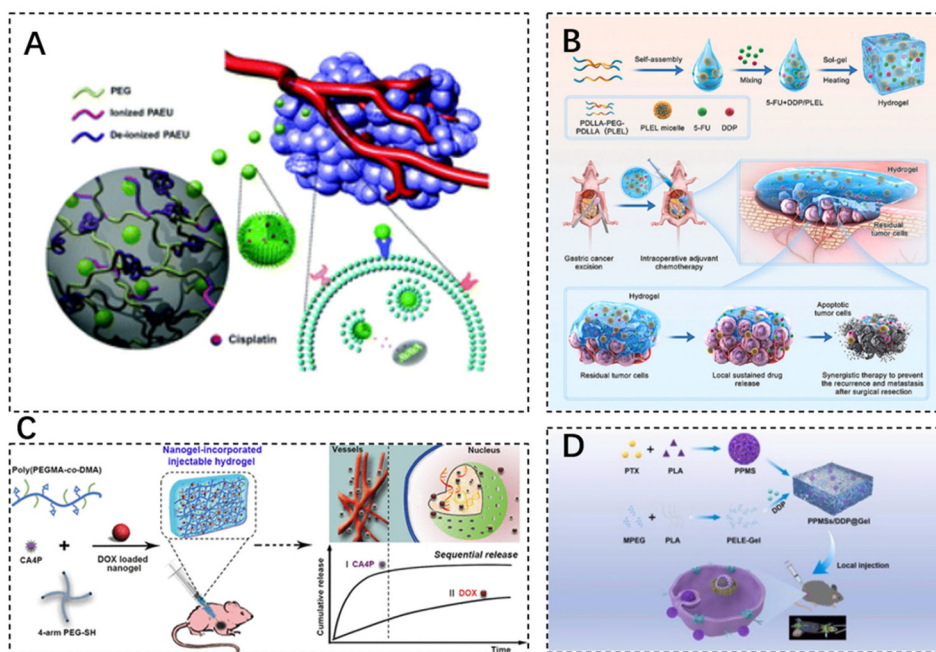 A
PEG
Ionized PAEU
De-ionized PAEU
Cisplatin
B
Self-assembly
Mixing
Sol-gel
Heating
5-FU+DDP/PLEL
Hydrogel
PDLLA-PEG-
PDLLA (PLEL)
PLEL micelle
5-FU
DDP
Gastric cancer
excision
Intraoperative adjuvant
chemotherapy
Hydrogel
Residual
tumor cells
Hydrogel
Apoptotic
tumor cells
Residual tumor cells
Local sustained drug
release
Synergistic therapy to prevent
the recurrence and metastasis
after surgical resection
C
Poly(PEGMA-co-DMA)
CA4P
+
4-arm PEG-SH
DOX loaded
nanogel
Nanogel-incorporated
injectable hydrogel
Vessels
Nucleus
Cumulative release
Sequential release
I CA4P
II DOX
Time
D
PTX + PLA
PPMS
DDP
MPEG + PLA
PELE-Gel
PPMSs/DDP@Gel
Local injection